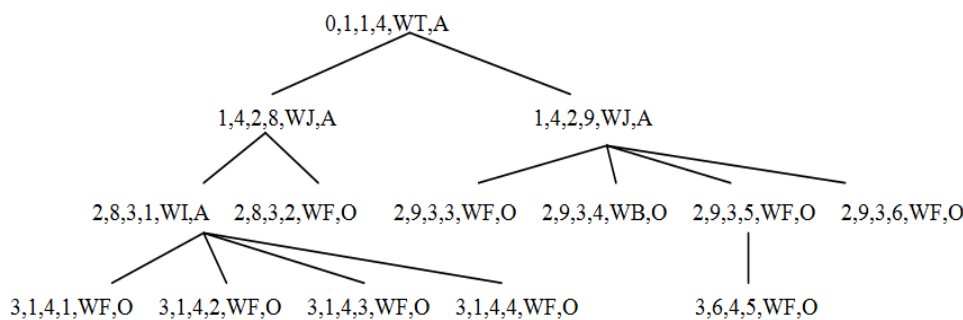 0,1,1,4,WT,A
1,4,2,8,WJ,A 1,4,2,9,WJ,A
2,8,3,1,WI,A 2,8,3,2,WF,O 2,9,3,3,WF,O 2,9,3,4,WB,O 2,9,3,5,WF,O 2,9,3,6,WF,O
3,1,4,1,WF,O 3,1,4,2,WF,O 3,1,4,3,WF,O 3,1,4,4,WF,O 3,6,4,5,WF,O